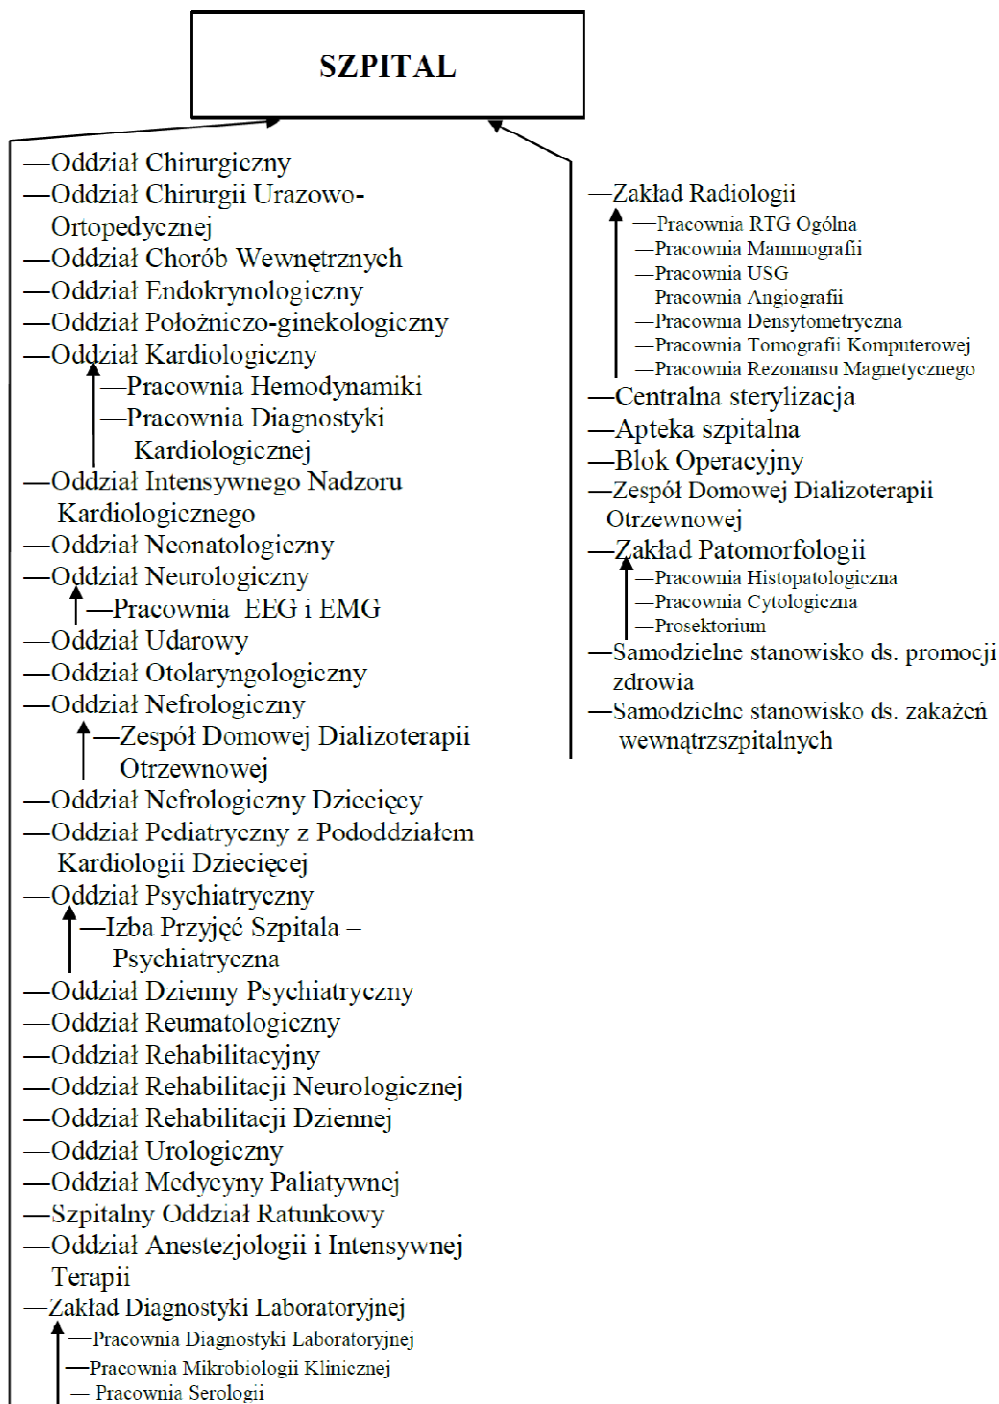 SZPITAL
—Oddział Chirurgiczny
—Oddział Chirurgii Urazowo-
Ortopedycznej
—Oddział Chorób Wewnętrznych
—Oddział Endokrynologiczny
—Oddział Położniczo-ginekologiczny
—Oddział Kardiologiczny
—Pracownia Hemodynamiki
—Pracownia Diagnostyki
Kardiologicznej
—Oddział Intensywnego Nadzoru
Kardiologicznego
—Oddział Neonatologiczny
—Oddział Neurologiczny
—Pracownia EEG i EMG
—Oddział Udarowy
—Oddział Otolaryngologiczny
—Oddział Nefrologiczny
—Zespół Domowej Dializoterapii
Otrzewnowej
—Oddział Nefrologiczny Dziecięcy
—Oddział Pediatryczny z Pododdziałem
Kardiologii Dziecięcej
—Oddział Psychiatryczny
—Izba Przyjęć Szpitala –
Psychiatryczna
—Oddział Dzienny Psychiatryczny
—Oddział Reumatologiczny
—Oddział Rehabilitacyjny
—Oddział Rehabilitacji Neurologicznej
—Oddział Rehabilitacji Dziennej
—Oddział Urologiczny
—Oddział Medycyny Paliatywnej
—Szpitalny Oddział Ratunkowy
—Oddział Anestezjologii i Intensywnej
Terapii
—Zakład Diagnostyki Laboratoryjnej
—Pracownia Diagnostyki Laboratoryjnej
—Pracownia Mikrobiologii Klinicznej
— Pracownia Serologii
—Zakład Radiologii
—Pracownia RTG Ogólna
—Pracownia Mammografii
—Pracownia USG
Pracownia Angiografii
—Pracownia Densytometryczna
—Pracownia Tomografii Komputerowej
—Pracownia Rezonansu Magnetycznego
—Centralna sterylizacja
—Apteka szpitalna
—Blok Operacyjny
—Zespół Domowej Dializoterapii
Otrzewnowej
—Zakład Patomorfologii
—Pracownia Histopatologiczna
—Pracownia Cytologiczna
—Prosektorium
—Samodzielne stanowisko ds. promocji
zdrowia
—Samodzielne stanowisko ds. zakażeń
wewnątrzszpitalnych